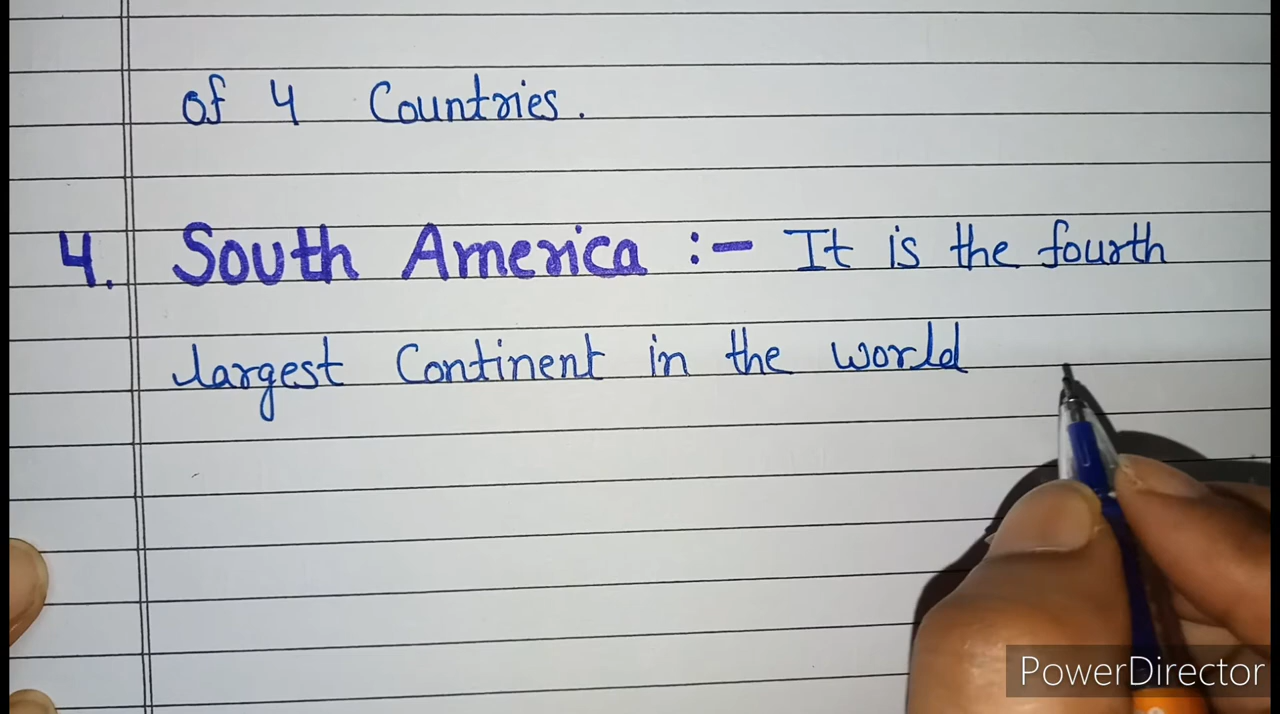 of 4 Countries.
4. South America :- It is the fourth
largest Continent in the world
PowerDirector